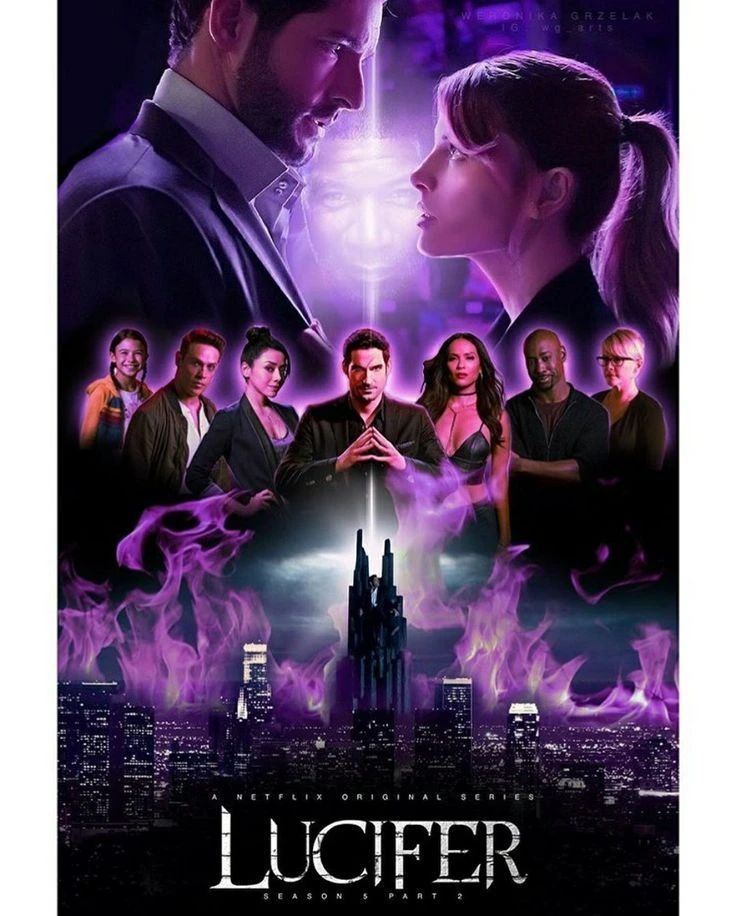 WERONIKA GRZELAK
IG: wg_arts
A NETFLIX ORIGINAL SERIES
LUCIFER
SEASON 5 PART 2